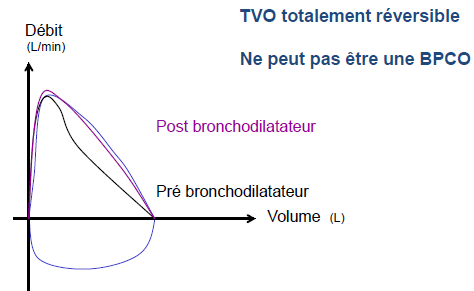 TVO totalement réversible
Ne peut pas être une BPCO
Débit
(L/min)
Post bronchodilatateur
Pré bronchodilatateur
Volume (L)